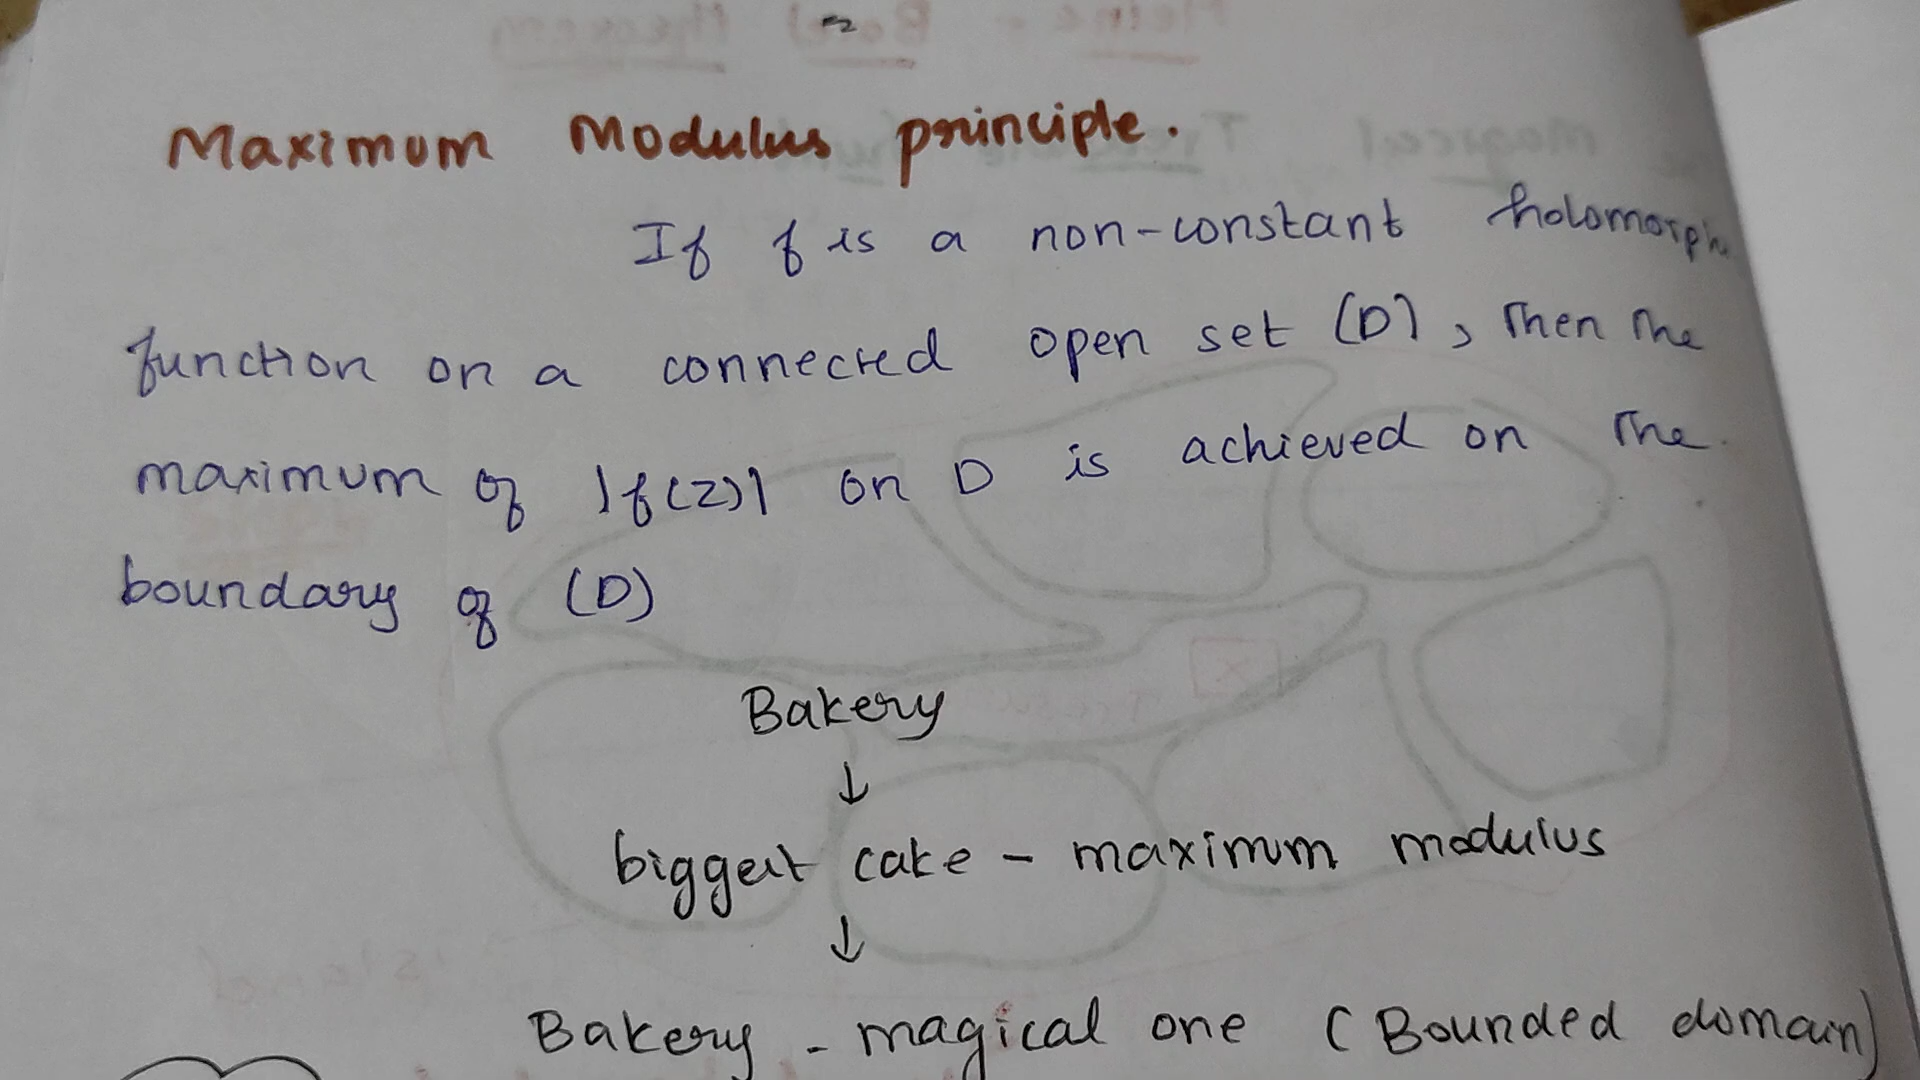 Maximum Modulus principle.
If f is a non-constant holomorphic
function on a connected open set (D), Then The
maximum of |f(z)| on D is achieved on The
boundary of (D)
Bakery
↓
biggest cake - maximum modulus
↓
Bakery - magical one (Bounded domain)